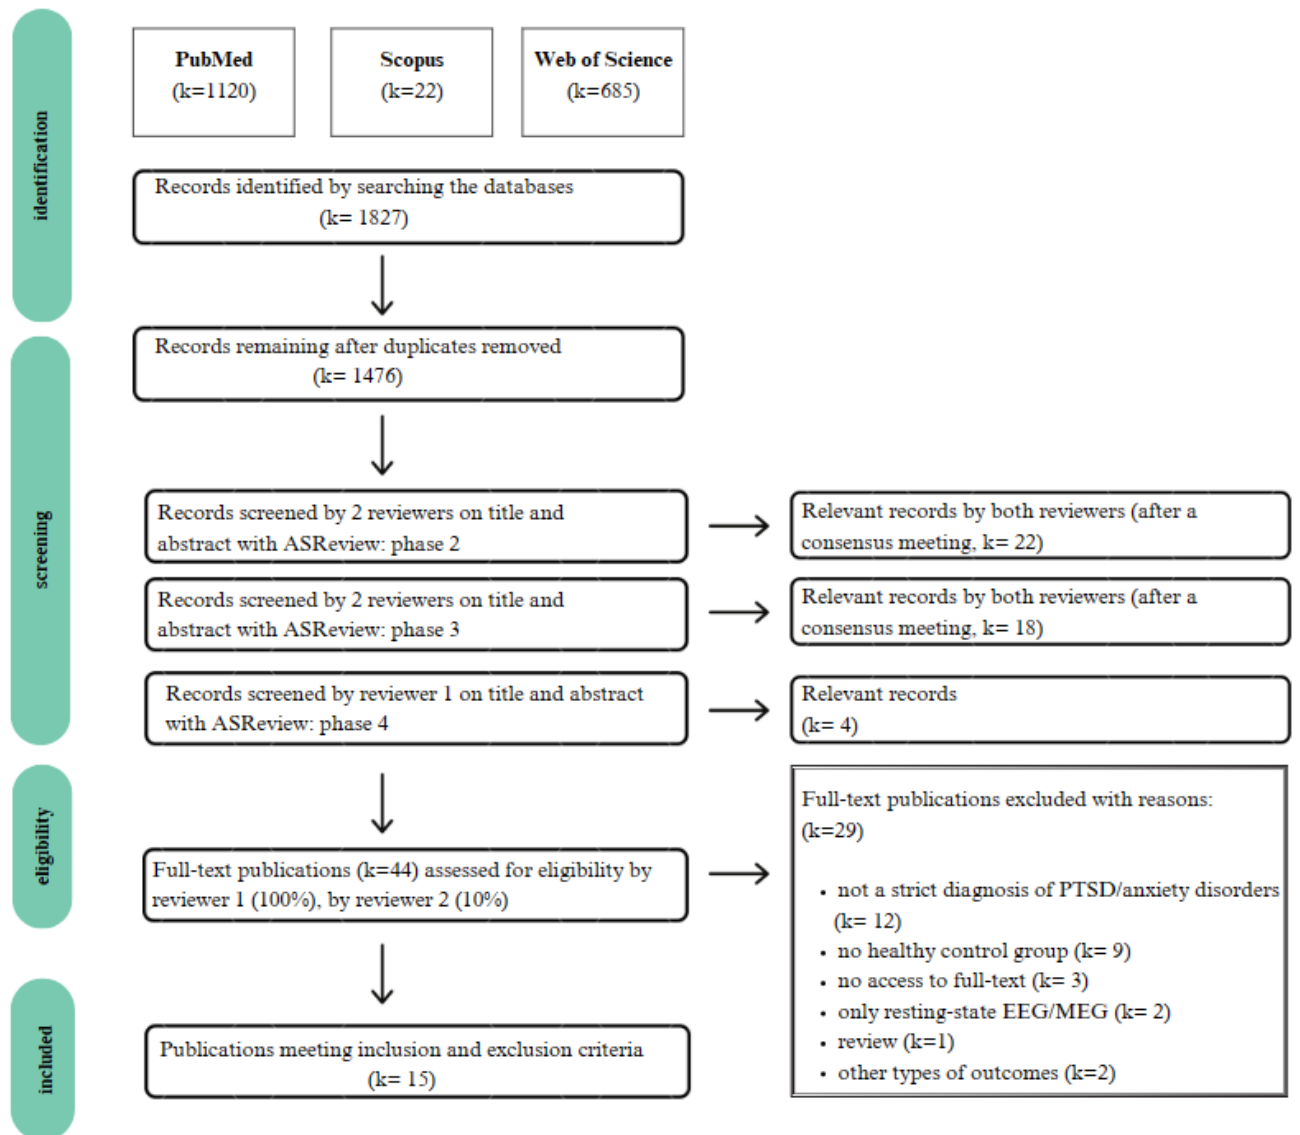 identification
PubMed
(k=1120)
Scopus
(k=22)
Web of Science
(k=685)
Records identified by searching the databases
(k= 1827)
screening
Records remaining after duplicates removed
(k= 1476)
Records screened by 2 reviewers on title and
abstract with ASReview: phase 2
Relevant records by both reviewers (after a
consensus meeting, k= 22)
Records screened by 2 reviewers on title and
abstract with ASReview: phase 3
Relevant records by both reviewers (after a
consensus meeting, k= 18)
Records screened by reviewer 1 on title and abstract
with ASReview: phase 4
Relevant records
(k= 4)
eligibility
Full-text publications (k=44) assessed for eligibility by
reviewer 1 (100%), by reviewer 2 (10%)
Full-text publications excluded with reasons:
(k=29)
• not a strict diagnosis of PTSD/anxiety disorders
(k= 12)
• no healthy control group (k= 9)
• no access to full-text (k= 3)
• only resting-state EEG/MEG (k= 2)
• review (k=1)
• other types of outcomes (k=2)
included
Publications meeting inclusion and exclusion criteria
(k= 15)